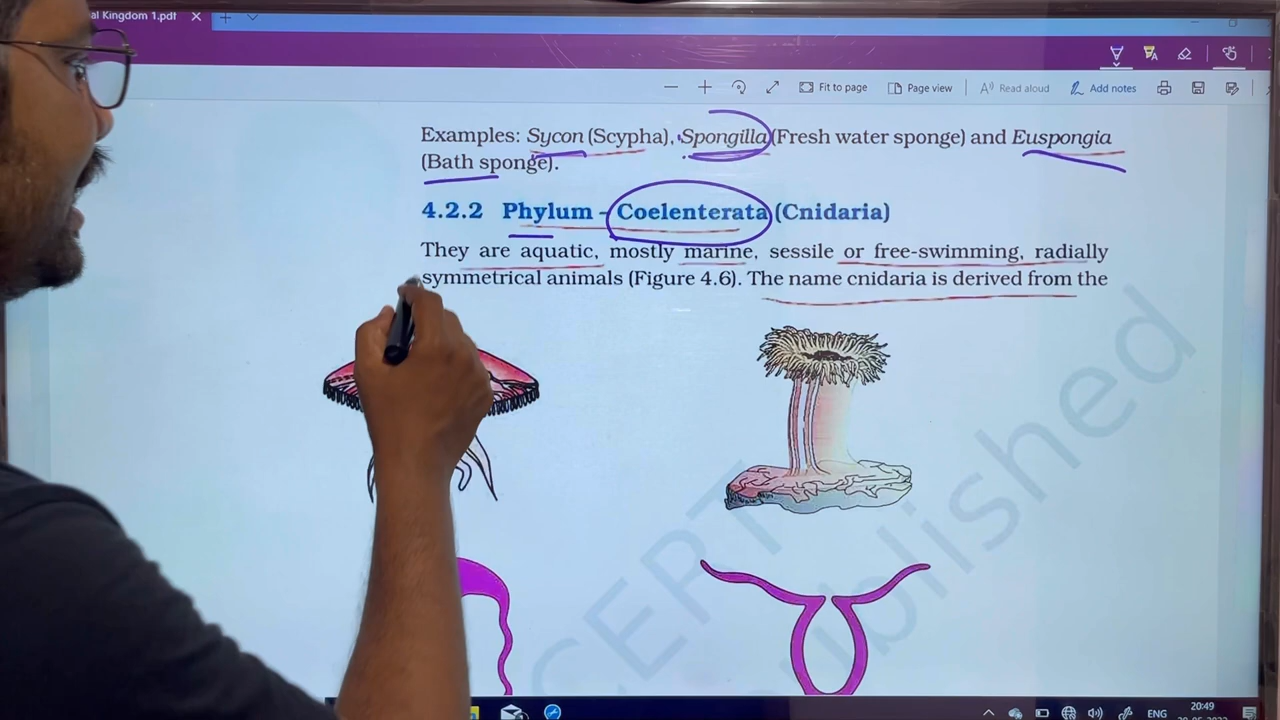 al Kingdom 1.pdf
Fit to page
Page view
Read aloud
Add notes
Examples: Sycon (Scypha), Spongilla (Fresh water sponge) and Euspongia
(Bath sponge).
4.2.2 Phylum – Coelenterata (Cnidaria)
They are aquatic, mostly marine, sessile or free-swimming, radially
symmetrical animals (Figure 4.6). The name cnidaria is derived from the
ENG
20:49